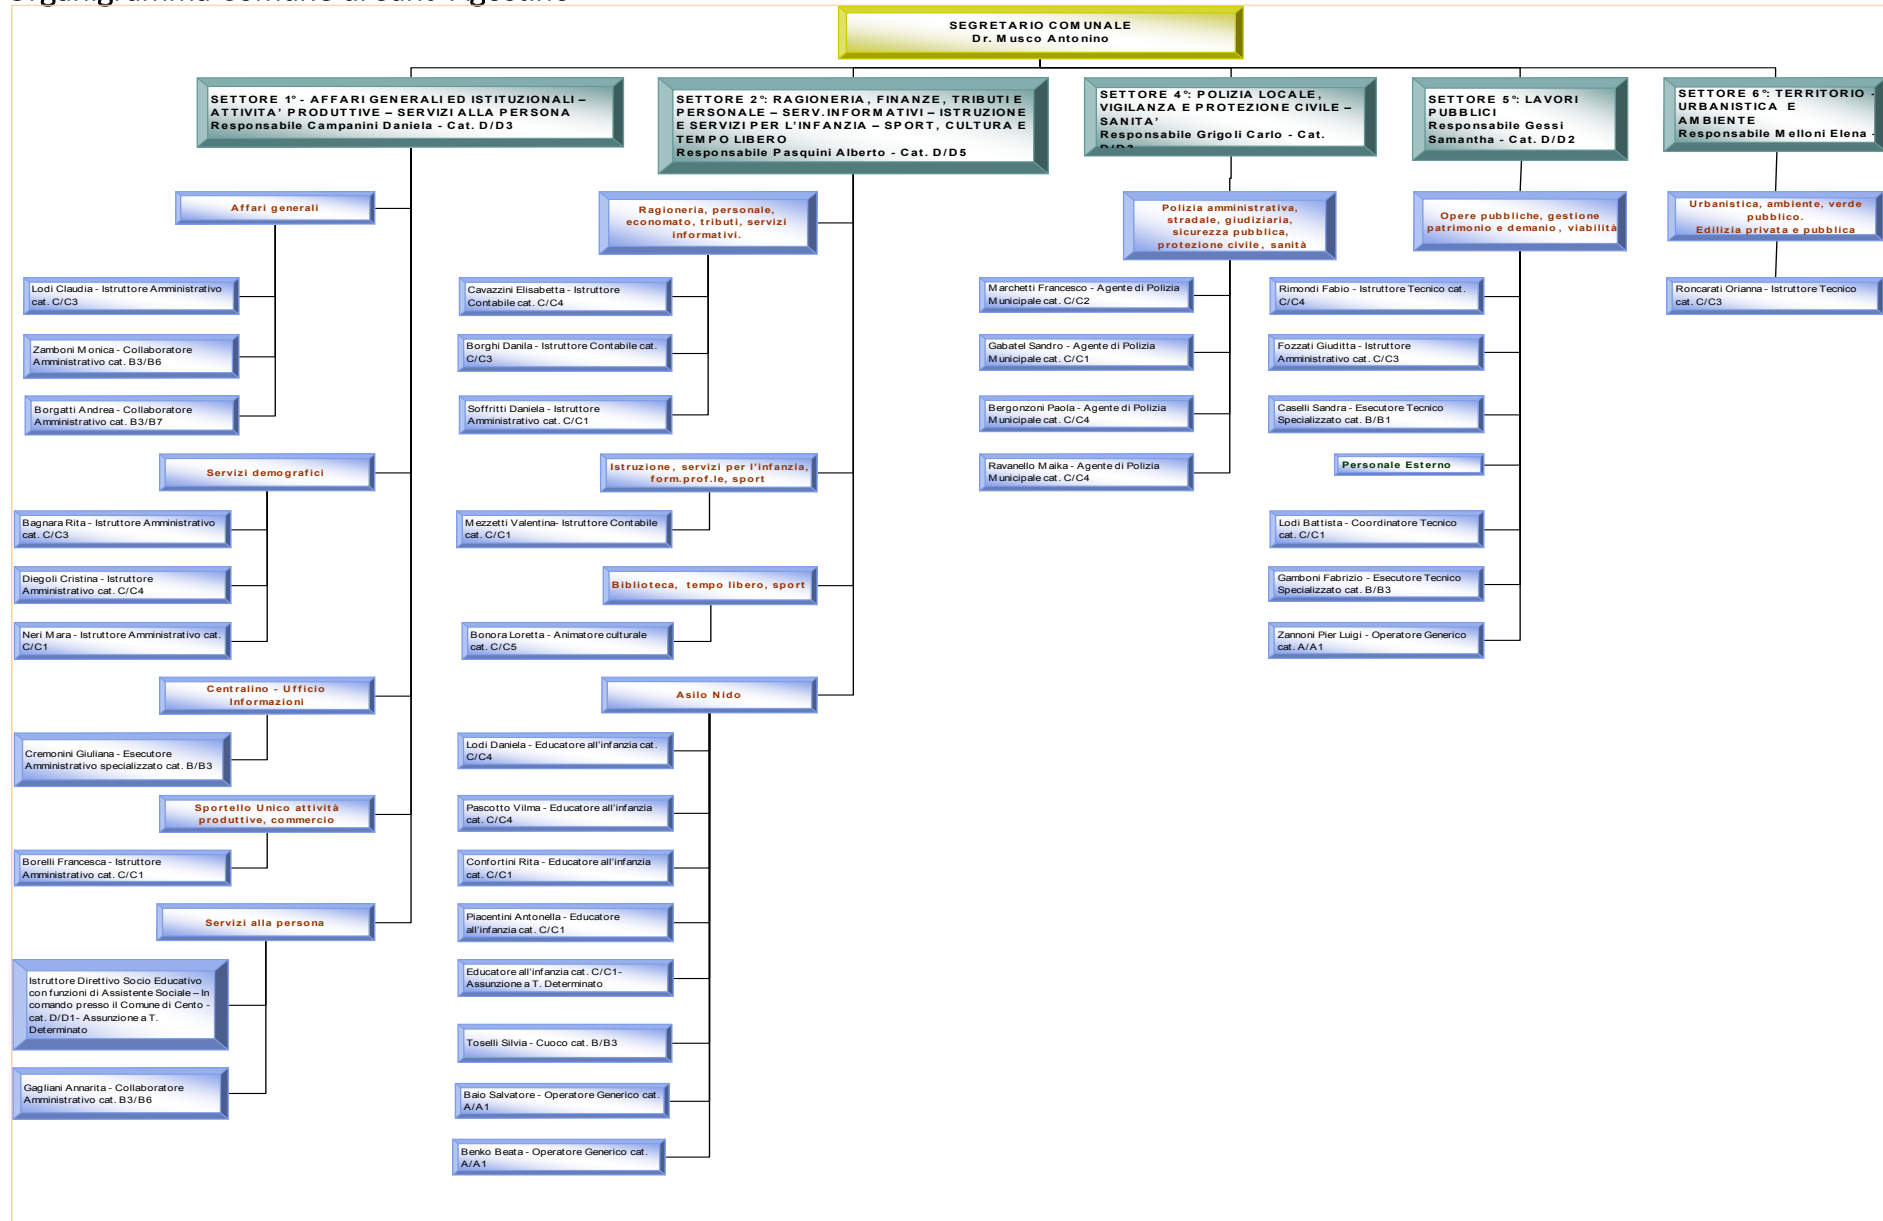 Organigramma Comune di Sant'Agostino
SEGRETARIO COMUNALE
Dr. Musco Antonino
SETTORE 1° - AFFARI GENERALI ED ISTITUZIONALI –
ATTIVITA' PRODUTTIVE – SERVIZI ALLA PERSONA
Responsabile Campanini Daniela - Cat. D/D3
SETTORE 2°: RAGIONERIA, FINANZE, TRIBUTI E
PERSONALE – SERV.INFORMATIVI – ISTRUZIONE
E SERVIZI PER L'INFANZIA – SPORT, CULTURA E
TEMPO LIBERO
Responsabile Pasquini Alberto - Cat. D/D5
SETTORE 4°: POLIZIA LOCALE,
VIGILANZA E PROTEZIONE CIVILE –
SANITA'
Responsabile Grigoli Carlo - Cat.
D/D3
SETTORE 5°: LAVORI
PUBBLICI
Responsabile Gessi
Samantha - Cat. D/D2
SETTORE 6°: TERRITORIO -
URBANISTICA E
AMBIENTE
Responsabile Melloni Elena -
Affari generali
Lodi Claudia - Istruttore Amministrativo
cat. C/C3
Zamboni Monica - Collaboratore
Amministrativo cat. B3/B6
Borgatti Andrea - Collaboratore
Amministrativo cat. B3/B7
Servizi demografici
Bagnara Rita - Istruttore Amministrativo
cat. C/C3
Diegoli Cristina - Istruttore
Amministrativo cat. C/C4
Neri Mara - Istruttore Amministrativo cat.
C/C1
Centralino - Ufficio
Informazioni
Cremonini Giuliana - Esecutore
Amministrativo specializzato cat. B/B3
Sportello Unico attività
produttive, commercio
Borelli Francesca - Istruttore
Amministrativo cat. C/C1
Servizi alla persona
Istruttore Direttivo Socio Educativo
con funzioni di Assistente Sociale – In
comando presso il Comune di Cento -
cat. D/D1- Assunzione a T.
Determinato
Gagliani Annarita - Collaboratore
Amministrativo cat. B3/B6
Ragioneria, personale,
economato, tributi, servizi
informativi.
Cavazzini Elisabetta - Istruttore
Contabile cat. C/C4
Borghi Danila - Istruttore Contabile cat.
C/C3
Soffritti Daniela - Istruttore
Amministrativo cat. C/C1
Istruzione, servizi per l'infanzia,
form.prof.le, sport
Mezzetti Valentina- Istruttore Contabile
cat. C/C1
Biblioteca, tempo libero, sport
Bonora Loretta - Animatore culturale
cat. C/C5
Asilo Nido
Lodi Daniela - Educatore all'infanzia cat.
C/C4
Pascotto Vilma - Educatore all'infanzia
cat. C/C4
Confortini Rita - Educatore all'infanzia
cat. C/C1
Piacentini Antonella - Educatore
all'infanzia cat. C/C1
Educatore all'infanzia cat. C/C1-
Assunzione a T. Determinato
Toselli Silvia - Cuoco cat. B/B3
Baio Salvatore - Operatore Generico cat.
A/A1
Benko Beata - Operatore Generico cat.
A/A1
Polizia amministrativa,
stradale, giudiziaria,
sicurezza pubblica,
protezione civile, sanità
Marchetti Francesco - Agente di Polizia
Municipale cat. C/C2
Gabatel Sandro - Agente di Polizia
Municipale cat. C/C1
Bergonzoni Paola - Agente di Polizia
Municipale cat. C/C4
Ravanello Maika - Agente di Polizia
Municipale cat. C/C4
Opere pubbliche, gestione
patrimonio e demanio, viabilità
Rimondi Fabio - Istruttore Tecnico cat.
C/C4
Fozzati Giuditta - Istruttore
Amministrativo cat. C/C3
Caselli Sandra - Esecutore Tecnico
Specializzato cat. B/B1
Personale Esterno
Lodi Battista - Coordinatore Tecnico
cat. C/C1
Gamboni Fabrizio - Esecutore Tecnico
Specializzato cat. B/B3
Zannoni Pier Luigi - Operatore Generico
cat. A/A1
Urbanistica, ambiente, verde
pubblico.
Edilizia privata e pubblica
Roncarati Orianna - Istruttore Tecnico
cat. C/C3